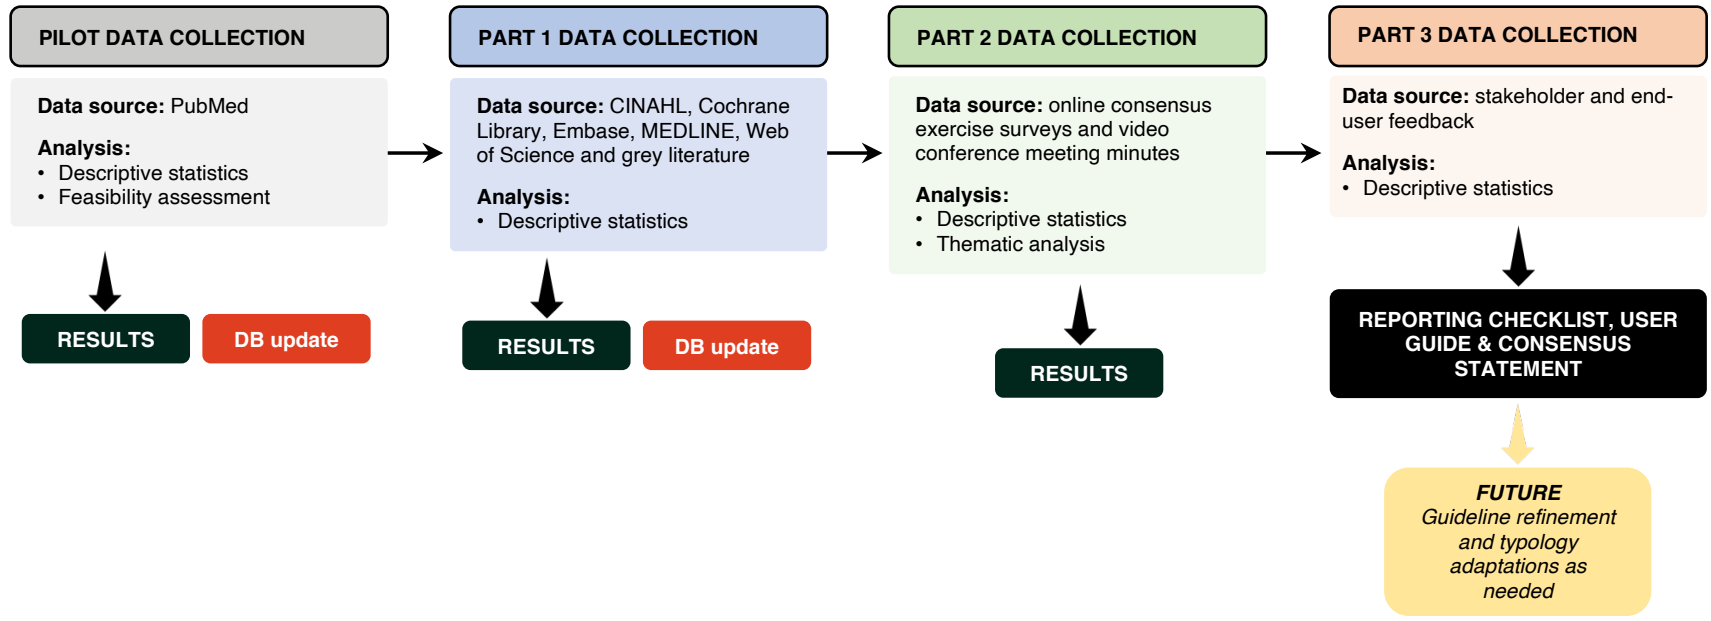 PILOT DATA COLLECTION
Data source: PubMed
Analysis:
• Descriptive statistics
• Feasibility assessment
RESULTS
DB update
PART 1 DATA COLLECTION
Data source: CINAHL, Cochrane
Library, Embase, MEDLINE, Web
of Science and grey literature
Analysis:
• Descriptive statistics
RESULTS
DB update
PART 2 DATA COLLECTION
Data source: online consensus
exercise surveys and video
conference meeting minutes
Analysis:
• Descriptive statistics
• Thematic analysis
RESULTS
PART 3 DATA COLLECTION
Data source: stakeholder and end-
user feedback
Analysis:
• Descriptive statistics
REPORTING CHECKLIST, USER
GUIDE & CONSENSUS
STATEMENT
FUTURE
Guideline refinement
and typology
adaptations as
needed